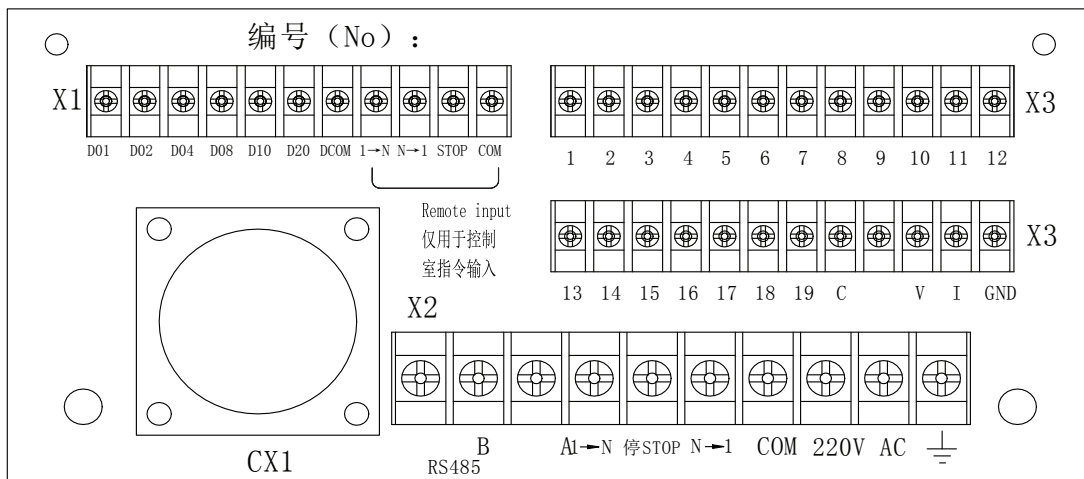 编号（No）：
X1
D01 D02 D04 D08 D10 D20 DCOM 1→N N→1 STOP COM
Remote input
仅用于控制
室指令输入
X3
1 2 3 4 5 6 7 8 9 10 11 12
X3
13 14 15 16 17 18 19 C V I GND
X2
B A1→N 停STOP N→1 COM 220V AC
RS485
CX1